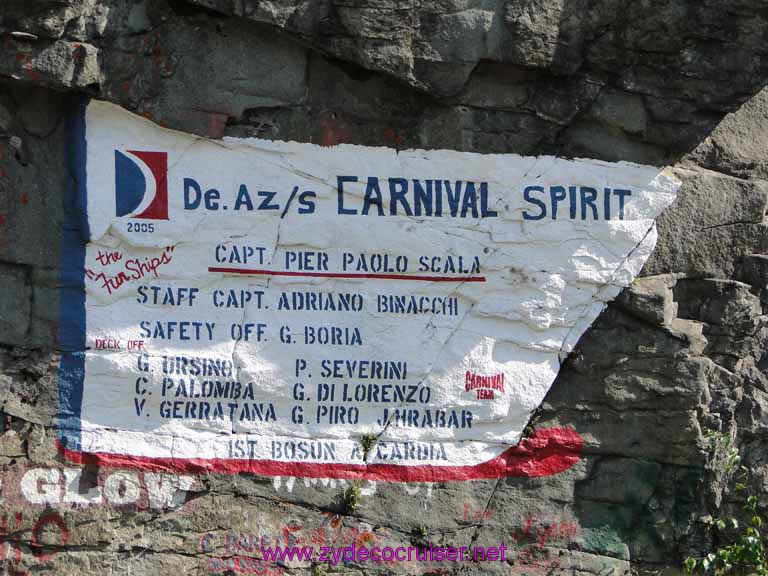 De.Az/s CARNIVAL SPIRIT
2005
"the Fun Ships"
CAPT. PIER PAOLO SCALA
STAFF CAPT. ADRIANO BINACCHI
SAFETY OFF. G. BORIA
DECK OFF.
G. URSINO P. SEVERINI
C. PALOMBA G. DI LORENZO
V. GERRATANA G. PIRO J.HRABAR
CARNIVAL
TEAM
1ST. BOSUN A. CARDIA
GLOW
www.zydecocruiser.net